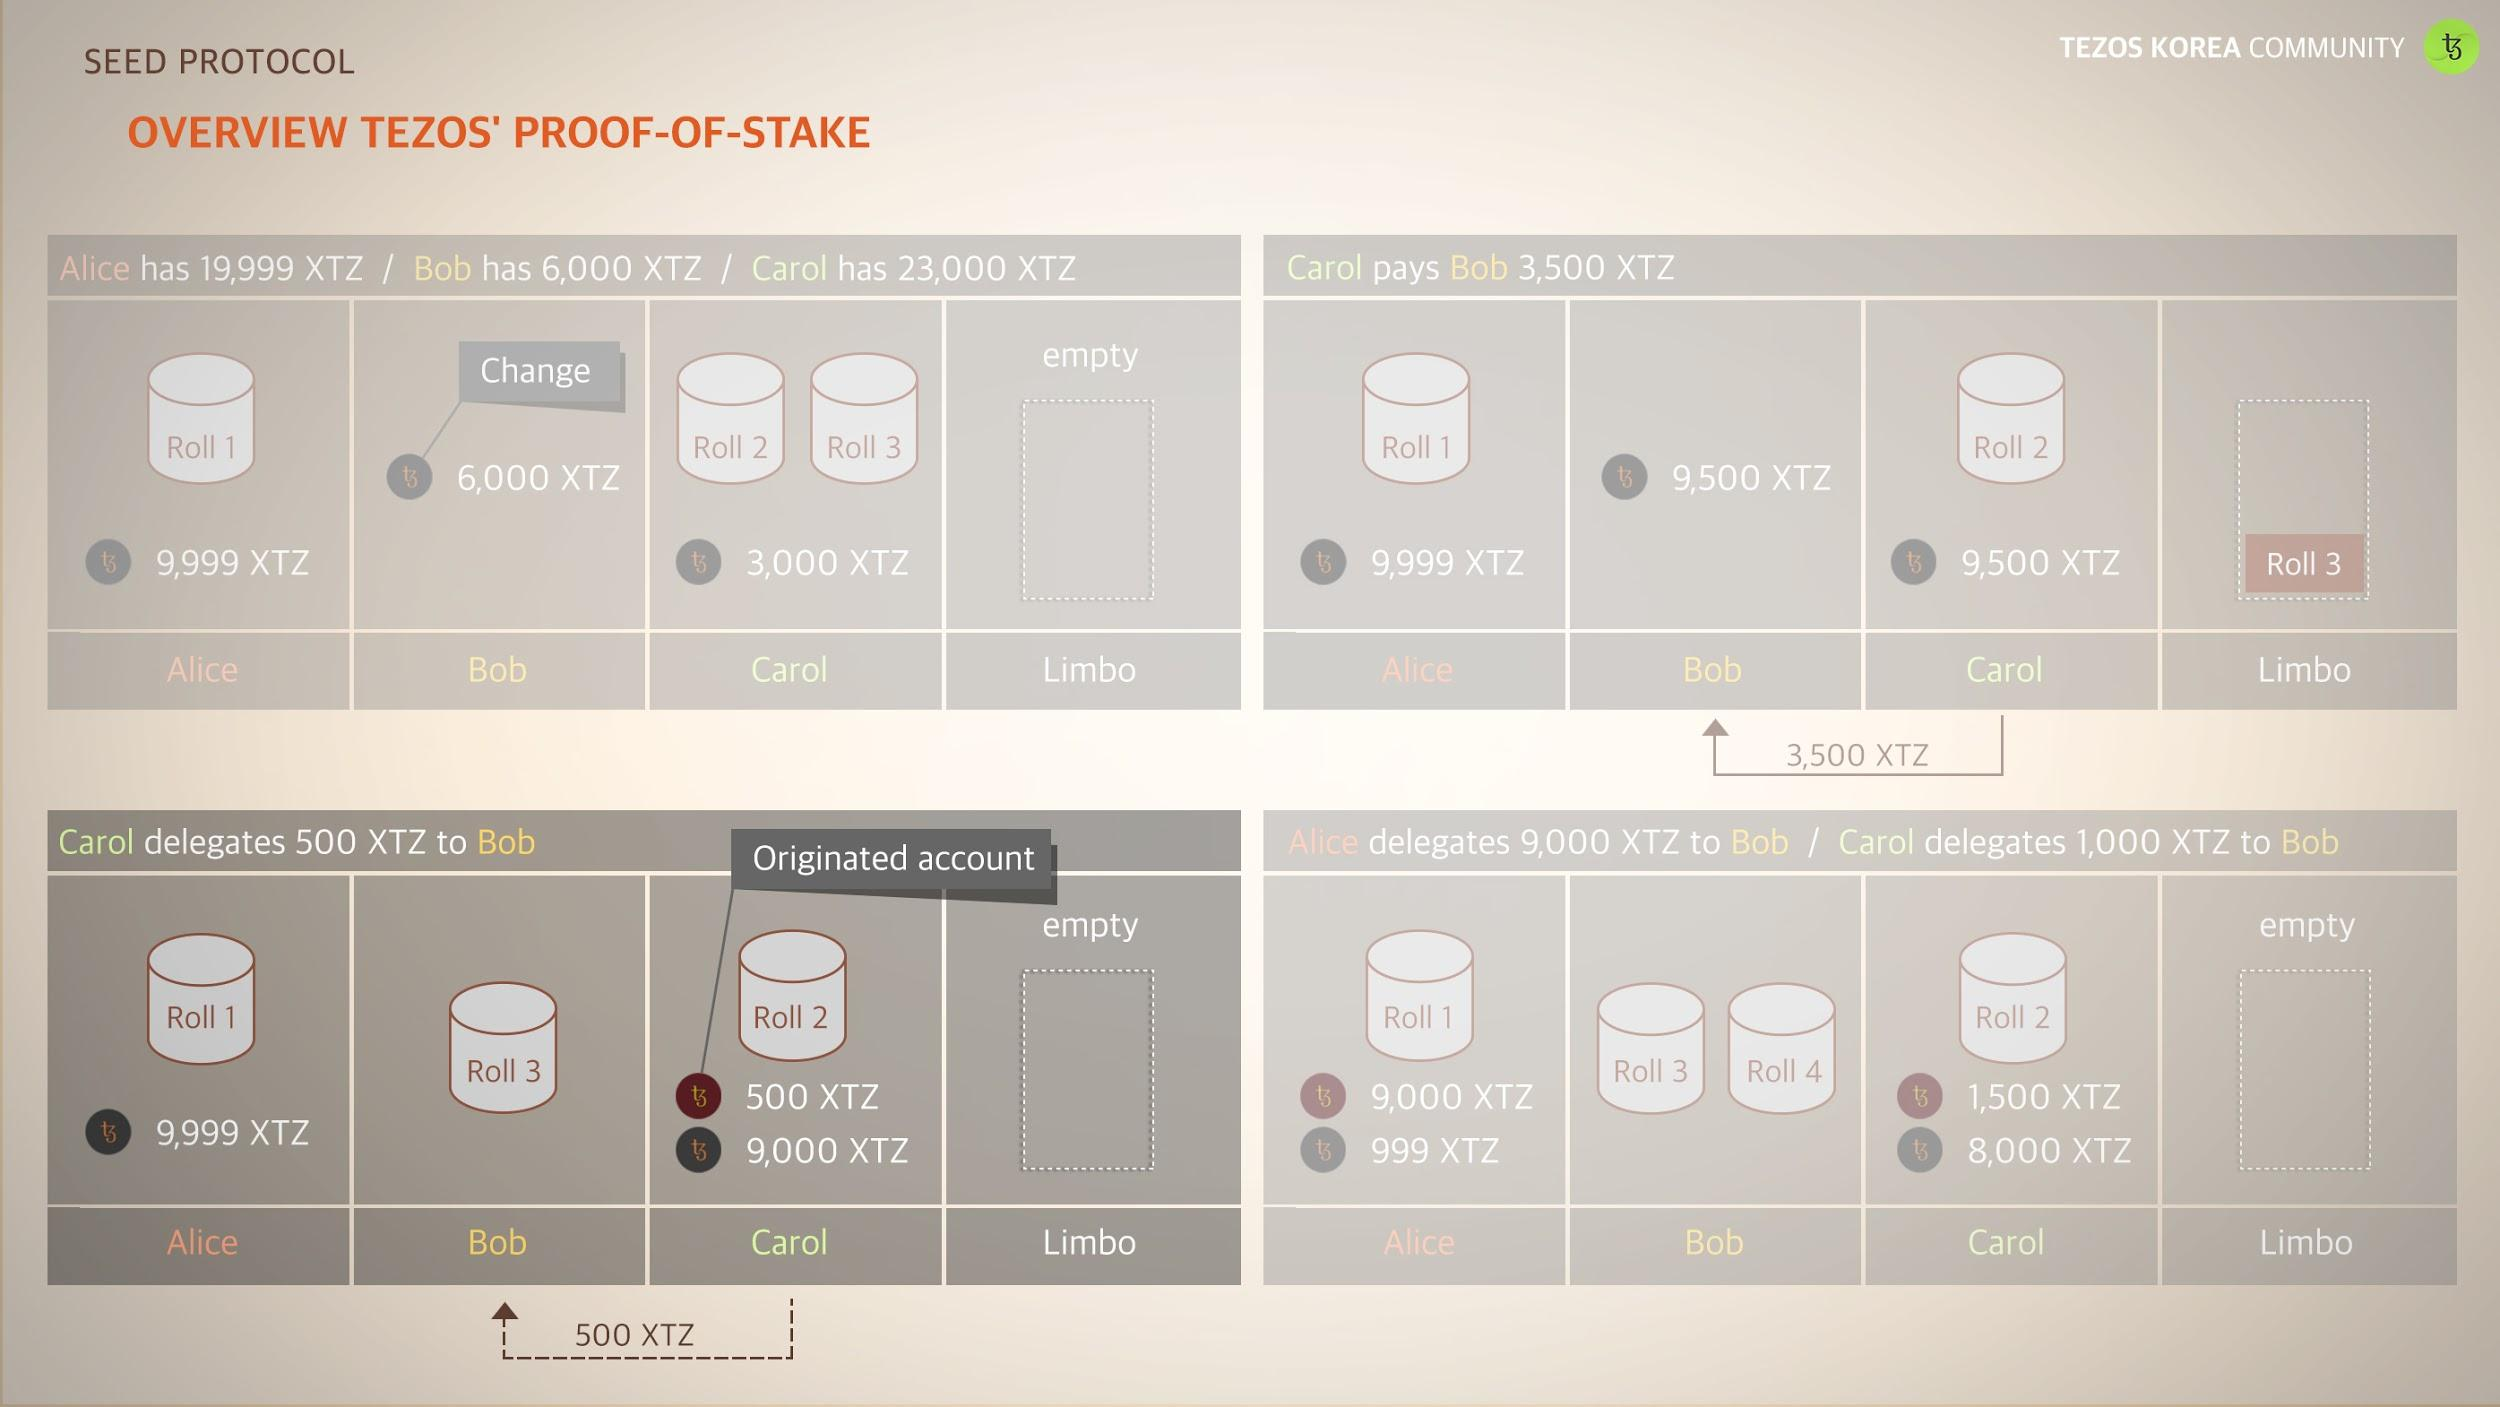 SEED PROTOCOL
TEZOS KOREA COMMUNITY
OVERVIEW TEZOS' PROOF-OF-STAKE
Alice has 19,999 XTZ / Bob has 6,000 XTZ / Carol has 23,000 XTZ
Change
empty
Roll 1
Roll 2
Roll 3
6,000 XTZ
9,999 XTZ
3,000 XTZ
Alice
Bob
Carol
Limbo
Carol pays Bob 3,500 XTZ
Roll 1
Roll 2
9,500 XTZ
9,999 XTZ
9,500 XTZ
Roll 3
Alice
Bob
Carol
Limbo
3,500 XTZ
Carol delegates 500 XTZ to Bob
Originated account
empty
Roll 1
Roll 2
Roll 3
500 XTZ
9,999 XTZ
9,000 XTZ
Alice
Bob
Carol
Limbo
500 XTZ
Alice delegates 9,000 XTZ to Bob / Carol delegates 1,000 XTZ to Bob
empty
Roll 1
Roll 2
Roll 3
Roll 4
9,000 XTZ
1,500 XTZ
999 XTZ
8,000 XTZ
Alice
Bob
Carol
Limbo